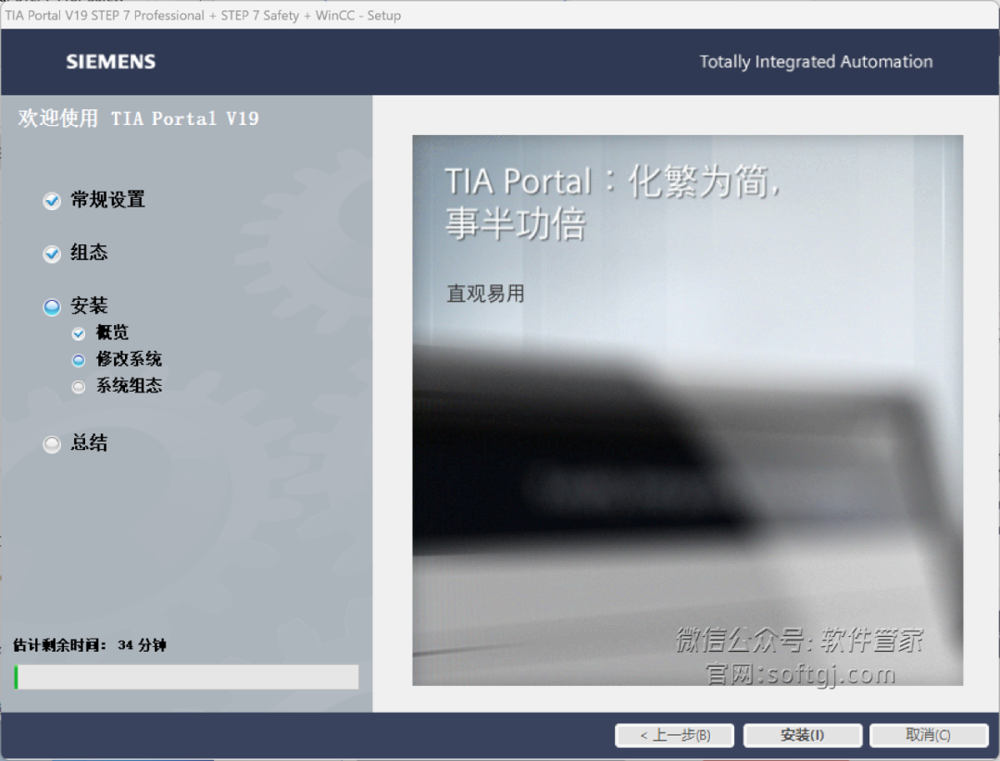 TIA Portal V19 STEP 7 Professional + STEP 7 Safety + WinCC - Setup
SIEMENS
Totally Integrated Automation
欢迎使用 TIA Portal V19
常规设置
组态
安装
概览
修改系统
系统组态
总结
估计剩余时间: 34 分钟
TIA Portal：化繁为简,
事半功倍
直观易用
微信公众号: 软件管家
官网:softgj.com
< 上一步(B)
安装(I)
取消(C)